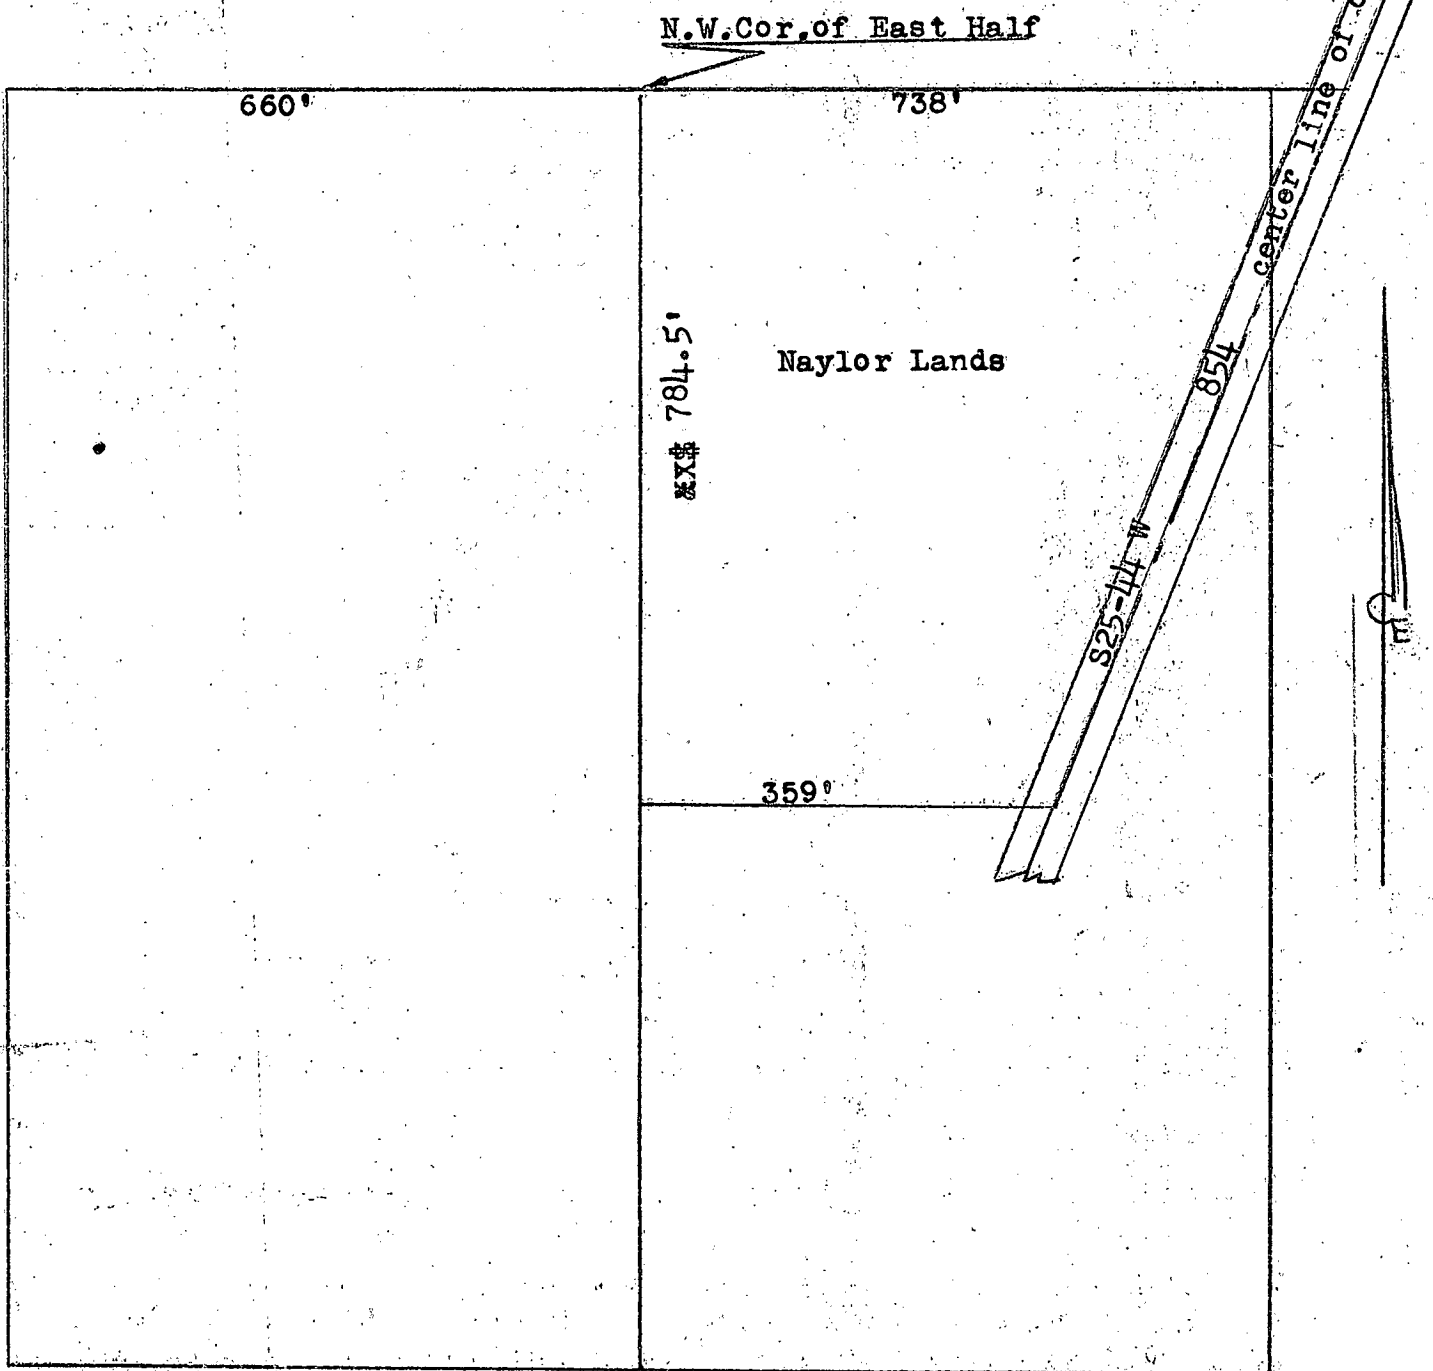 N.W.Cor.of East Half
660'
738'
center line of
784.5'
Naylor Lands
854
S25-44 W
359'